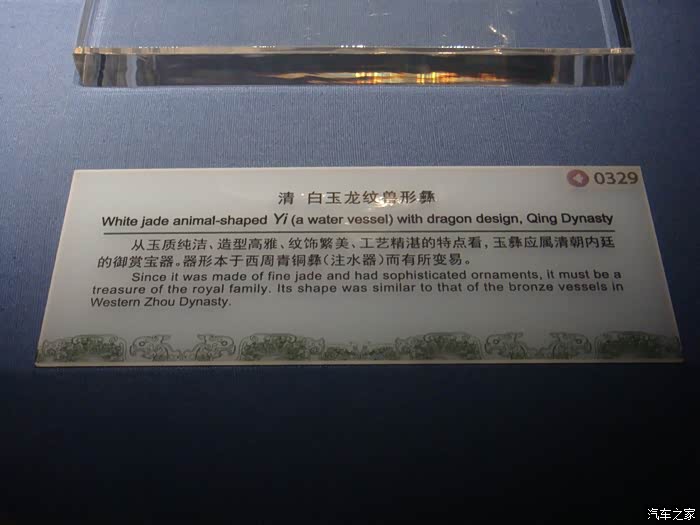 0329
清 白玉龙纹兽形彝
White jade animal-shaped Yi (a water vessel) with dragon design, Qing Dynasty
从玉质纯洁、造型高雅、纹饰繁美、工艺精湛的特点看，玉彝应属清朝内廷
的御赏宝器。器形本于西周青铜彝（注水器）而有所变易。
Since it was made of fine jade and had sophisticated ornaments, it must be a
treasure of the royal family. Its shape was similar to that of the bronze vessels in
Western Zhou Dynasty.
汽车之家